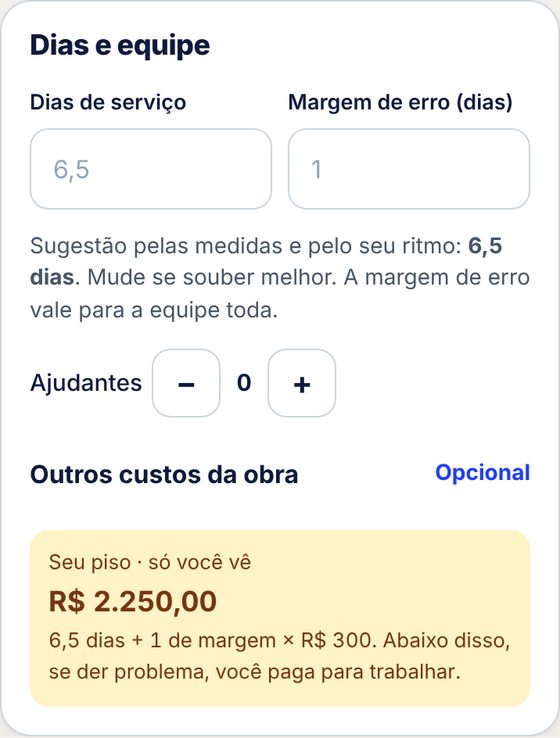 Dias e equipe
Dias de serviço
Margem de erro (dias)
6,5
1
Sugestão pelas medidas e pelo seu ritmo: 6,5
dias. Mude se souber melhor. A margem de erro
vale para a equipe toda.
Ajudantes − 0 +
Outros custos da obra
Opcional
Seu piso · só você vê
R$ 2.250,00
6,5 dias + 1 de margem × R$ 300. Abaixo disso,
se der problema, você paga para trabalhar.